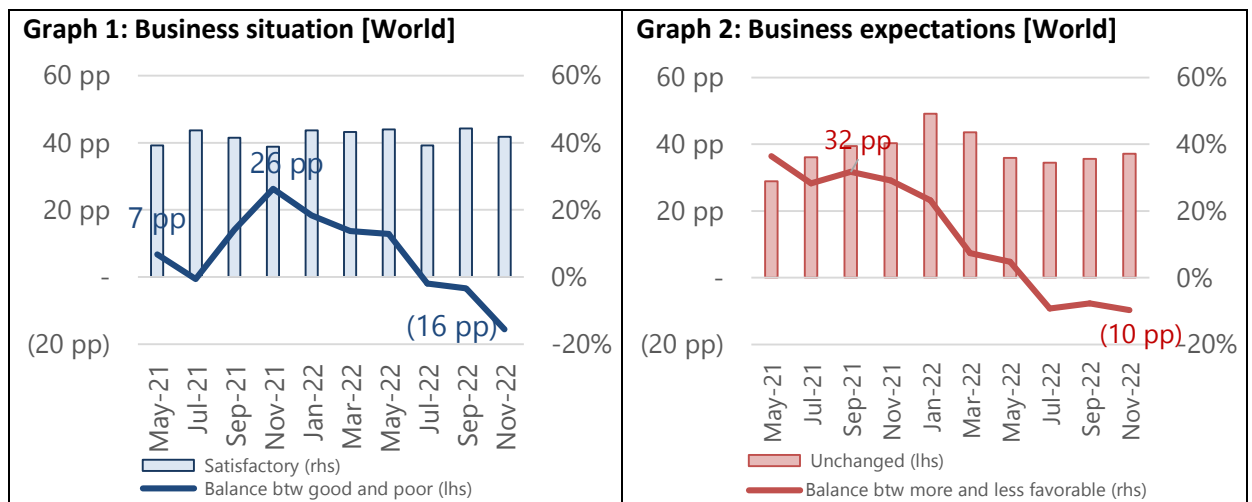 Graph 1: Business situation [World]
60 pp
60%
40 pp
40%
26 pp
20 pp
20%
7 pp
-
0%
(16 pp)
(20 pp)
-20%
May-21
Jul-21
Sep-21
Nov-21
Jan-22
Mar-22
May-22
Jul-22
Sep-22
Nov-22
Satisfactory (rhs)
Balance btw good and poor (lhs)
Graph 2: Business expectations [World]
60 pp
60%
40 pp
40%
32 pp
20 pp
20%
-
0%
(10 pp)
(20 pp)
-20%
May-21
Jul-21
Sep-21
Nov-21
Jan-22
Mar-22
May-22
Jul-22
Sep-22
Nov-22
Unchanged (lhs)
Balance btw more and less favorable (rhs)